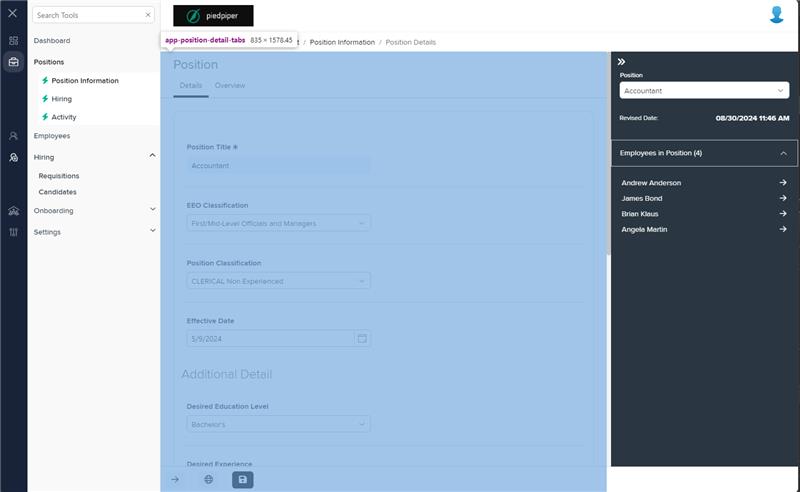 Search Tools
piedpiper
Dashboard
app-position-detail-tabs 835 × 1578.45
t / Position Information / Position Details
Positions
Position Information
Hiring
Activity
Employees
Hiring
Requisitions
Candidates
Onboarding
Settings
Position
Details Overview
Position Title ✱
Accountant
EEO Classification
First/Mid-Level Officials and Managers
Position Classification
CLERICAL Non Experienced
Effective Date
5/9/2024
Additional Detail
Desired Education Level
Bachelor's
Desired Experience
Position
Accountant
Revised Date: 08/30/2024 11:46 AM
Employees in Position (4)
Andrew Anderson
James Bond
Brian Klaus
Angela Martin